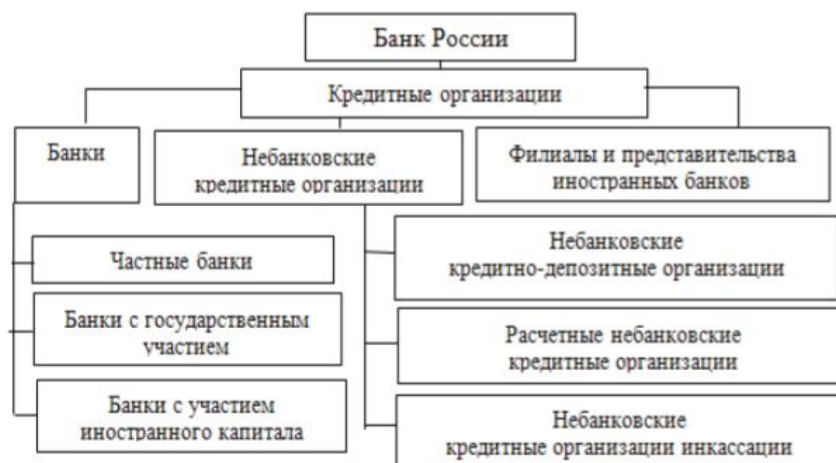 Банк России
Кредитные организации
Банки
Небанковские
кредитные организации
Филиалы и представительства
иностранных банков
Частные банки
Банки с государственным
участием
Банки с участием
иностранного капитала
Небанковские
кредитно-депозитные организации
Расчетные небанковские
кредитные организации
Небанковские
кредитные организации инкассации